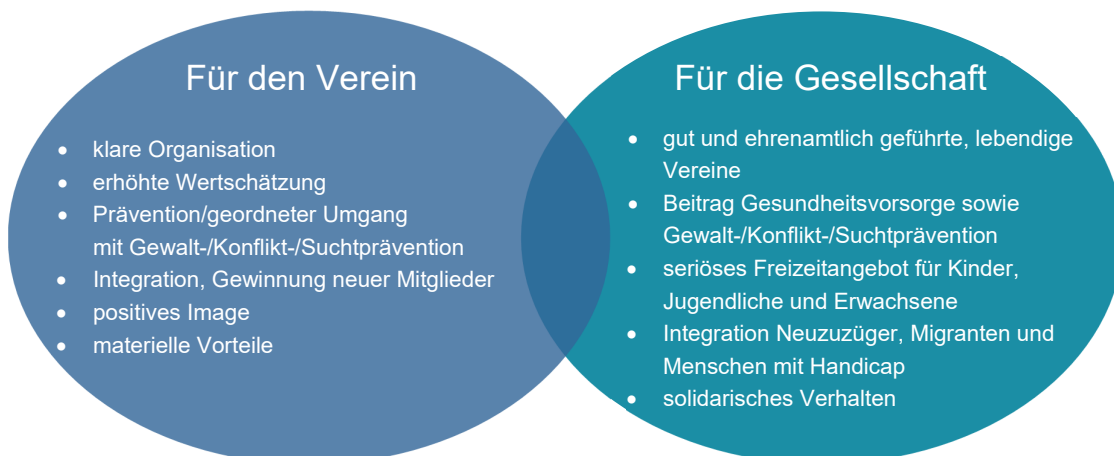 Für den Verein
• klare Organisation
• erhöhte Wertschätzung
• Prävention/geordneter Umgang
mit Gewalt-/Konflikt-/Suchtprävention
• Integration, Gewinnung neuer Mitglieder
• positives Image
• materielle Vorteile
Für die Gesellschaft
• gut und ehrenamtlich geführte, lebendige
Vereine
• Beitrag Gesundheitsvorsorge sowie
Gewalt-/Konflikt-/Suchtprävention
• seriöses Freizeitangebot für Kinder,
Jugendliche und Erwachsene
• Integration Neuzuzüger, Migranten und
Menschen mit Handicap
• solidarisches Verhalten